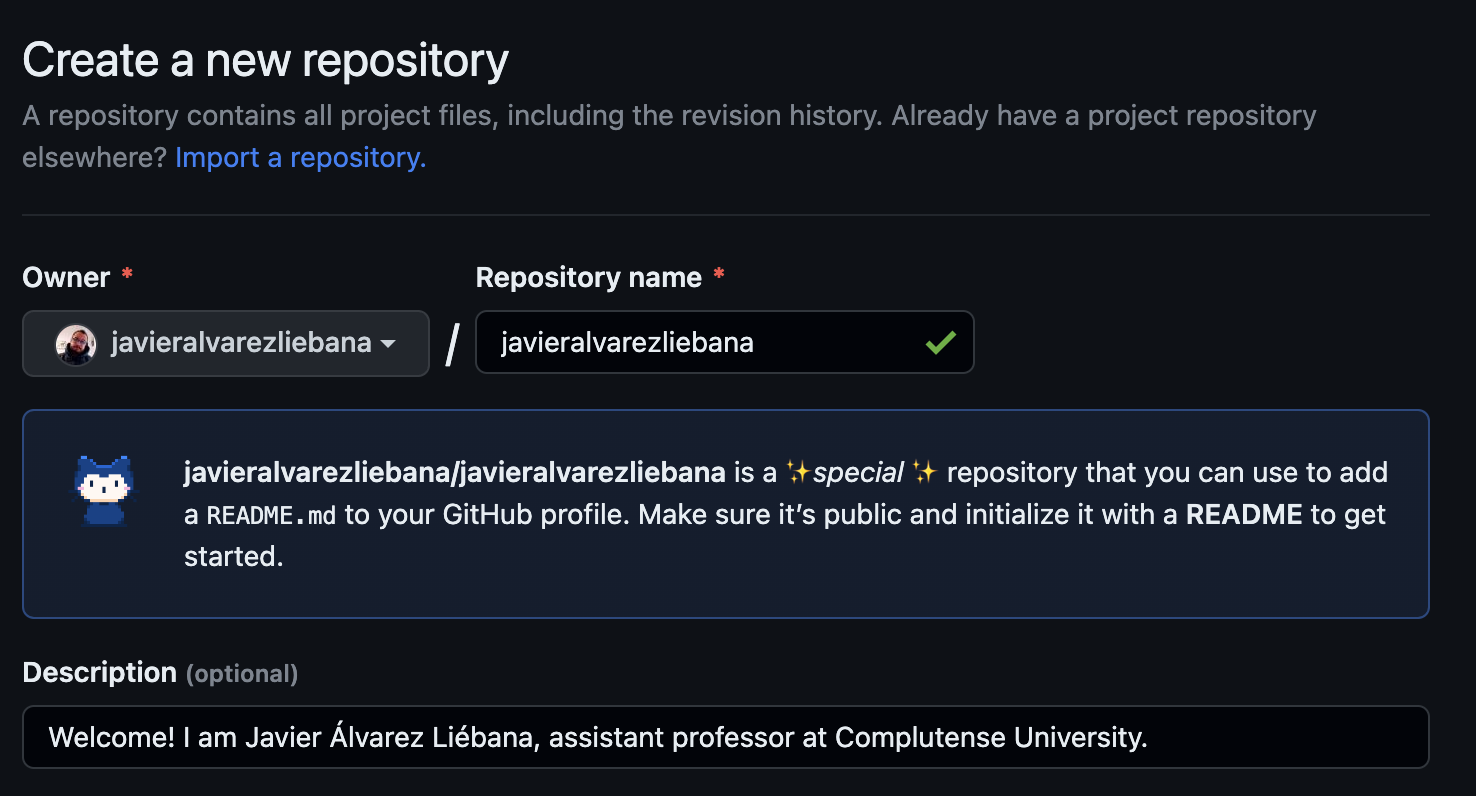 Create a new repository
A repository contains all project files, including the revision history. Already have a project repository
elsewhere? Import a repository.
Owner * Repository name *
javieralvarezliebana / javieralvarezliebana
javieralvarezliebana/javieralvarezliebana is a ✨special ✨ repository that you can use to add
a README.md to your GitHub profile. Make sure it’s public and initialize it with a README to get
started.
Description (optional)
Welcome! I am Javier Álvarez Liébana, assistant professor at Complutense University.